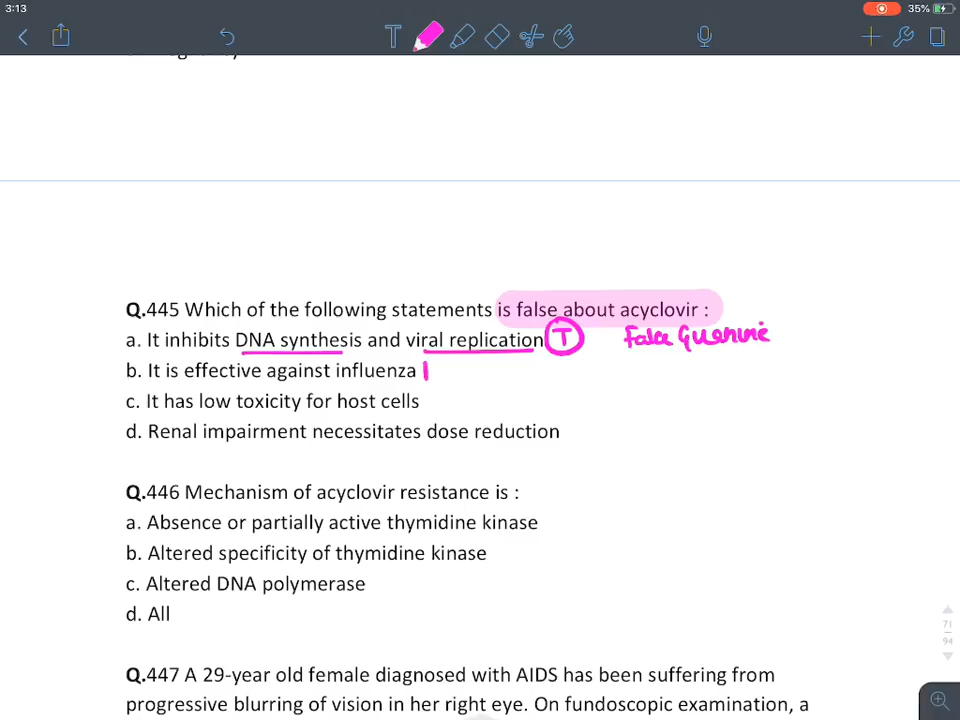 3:13
35%
T
Q.445 Which of the following statements is false about acyclovir :
a. It inhibits DNA synthesis and viral replication T False Guanine
b. It is effective against influenza
c. It has low toxicity for host cells
d. Renal impairment necessitates dose reduction
Q.446 Mechanism of acyclovir resistance is :
a. Absence or partially active thymidine kinase
b. Altered specificity of thymidine kinase
c. Altered DNA polymerase
d. All
71
94
Q.447 A 29-year old female diagnosed with AIDS has been suffering from
progressive blurring of vision in her right eye. On fundoscopic examination, a